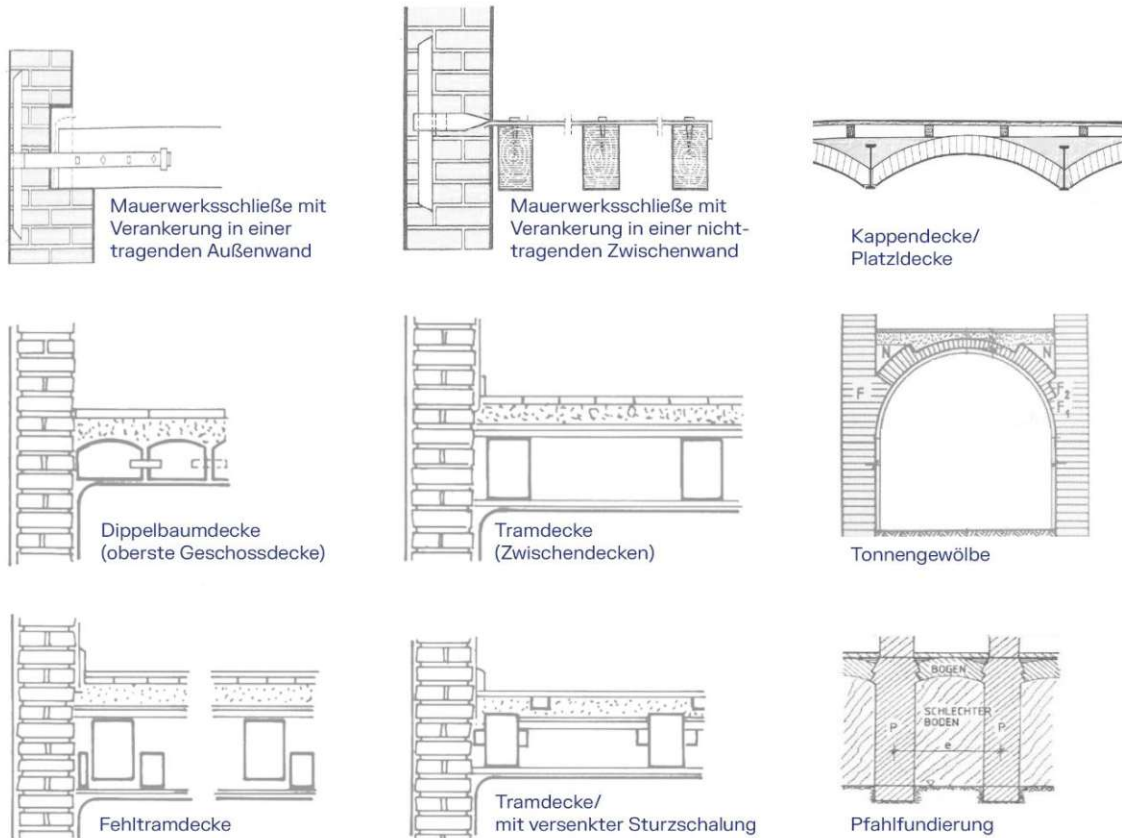 Mauerwerksschließe mit
Verankerung in einer
tragenden Außenwand
Mauerwerksschließe mit
Verankerung in einer nicht-
tragenden Zwischenwand
Kappendecke/
Platzldecke
Dippelbaumdecke
(oberste Geschossdecke)
Tramdecke
(Zwischendecken)
N N
F F2
F1
Tonnengewölbe
Fehltramdecke
Tramdecke/
mit versenkter Sturzschalung
BOGEN
SCHLECHTER
BODEN
P P
e
Pfahlfundierung